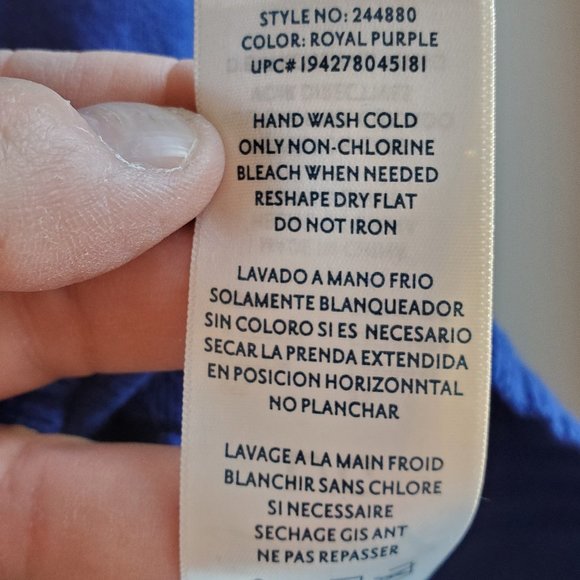 STYLE NO: 244880
COLOR: ROYAL PURPLE
UPC# 194278045181
HAND WASH COLD
ONLY NON-CHLORINE
BLEACH WHEN NEEDED
RESHAPE DRY FLAT
DO NOT IRON
LAVADO A MANO FRIO
SOLAMENTE BLANQUEADOR
SIN COLORO SI ES NECESARIO
SECAR LA PRENDA EXTENDIDA
EN POSICION HORIZONNTAL
NO PLANCHAR
LAVAGE A LA MAIN FROID
BLANCHIR SANS CHLORE
SI NECESSAIRE
SECHAGE GIS ANT
NE PAS REPASSER